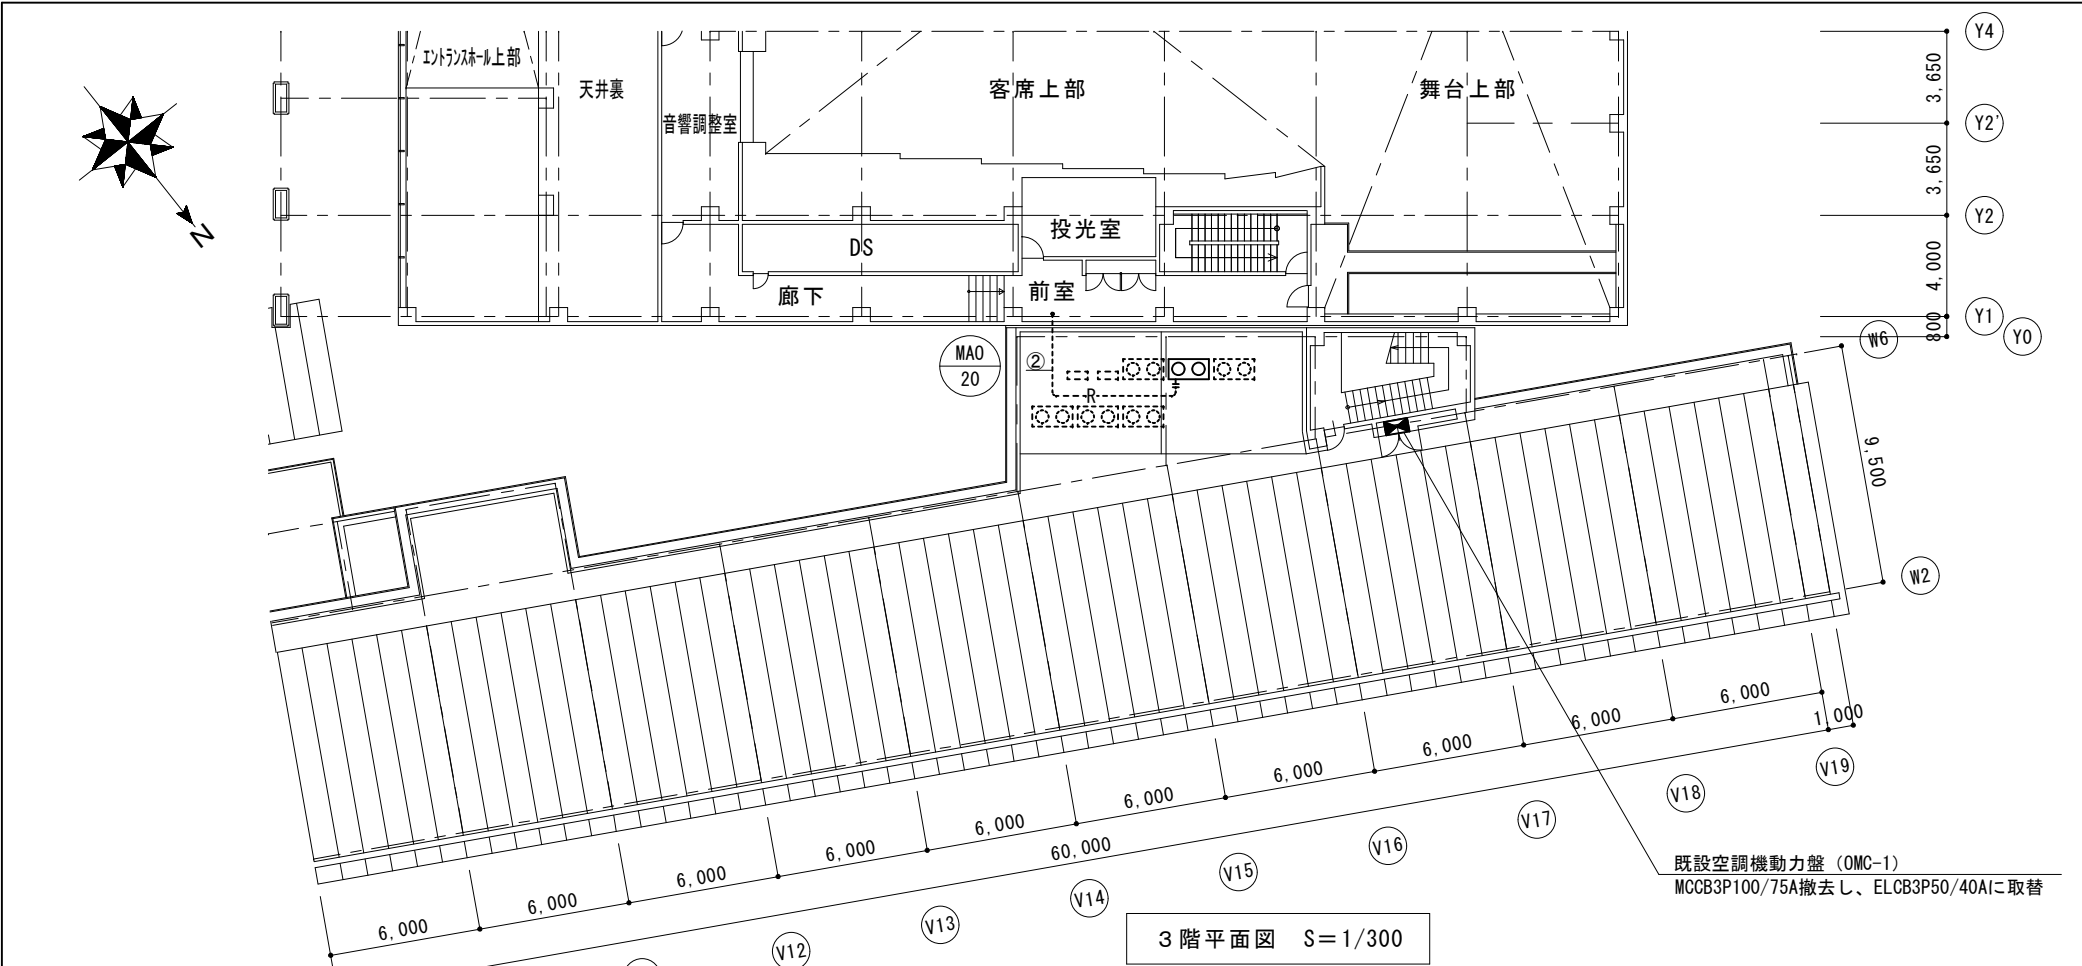 エントランスホール上部
天井裏
音響調整室
客席上部
舞台上部
Y4
3,650
Y2'
3,650
Y2
4,000
Y1
800
Y0
N
DS
投光室
廊下
前室
MAO
20
②
R
W6
9,500
W2
6,000
6,000
6,000
6,000
6,000
6,000
6,000
6,000
6,000
6,000
1,000
60,000
V12
V13
V14
V15
V16
V17
V18
V19
既設空調機動力盤 (OMC-1)
MCCB3P100/75A撤去し、ELCB3P50/40Aに取替
3階平面図 S=1/300